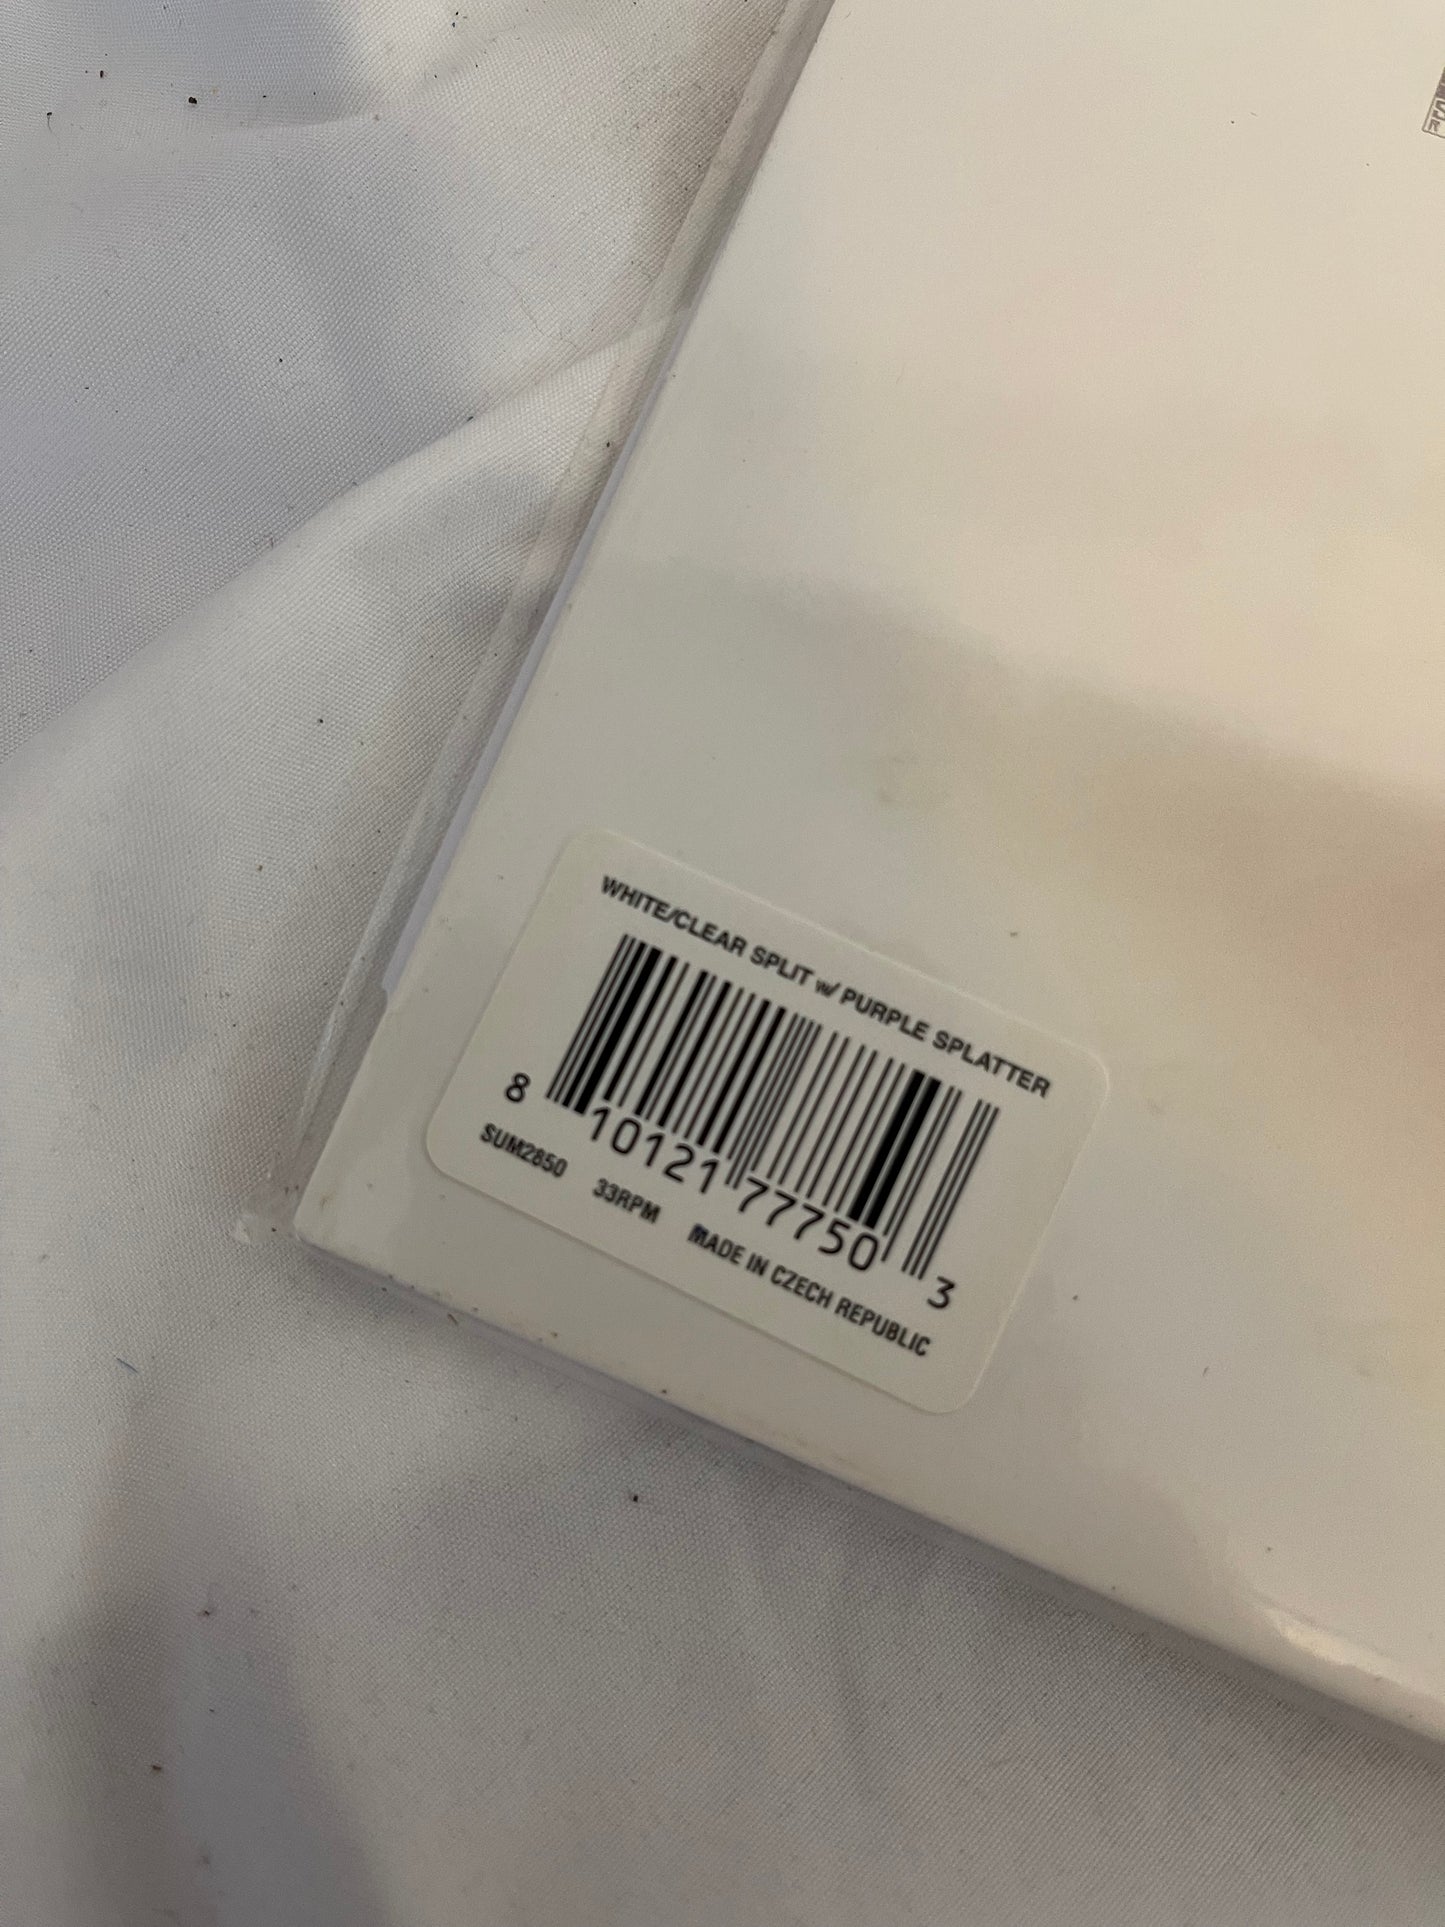 WHITE/CLEAR SPLIT w/ PURPLE SPLATTER
8 10121 77750 3
SUM2850 33RPM MADE IN CZECH REPUBLIC